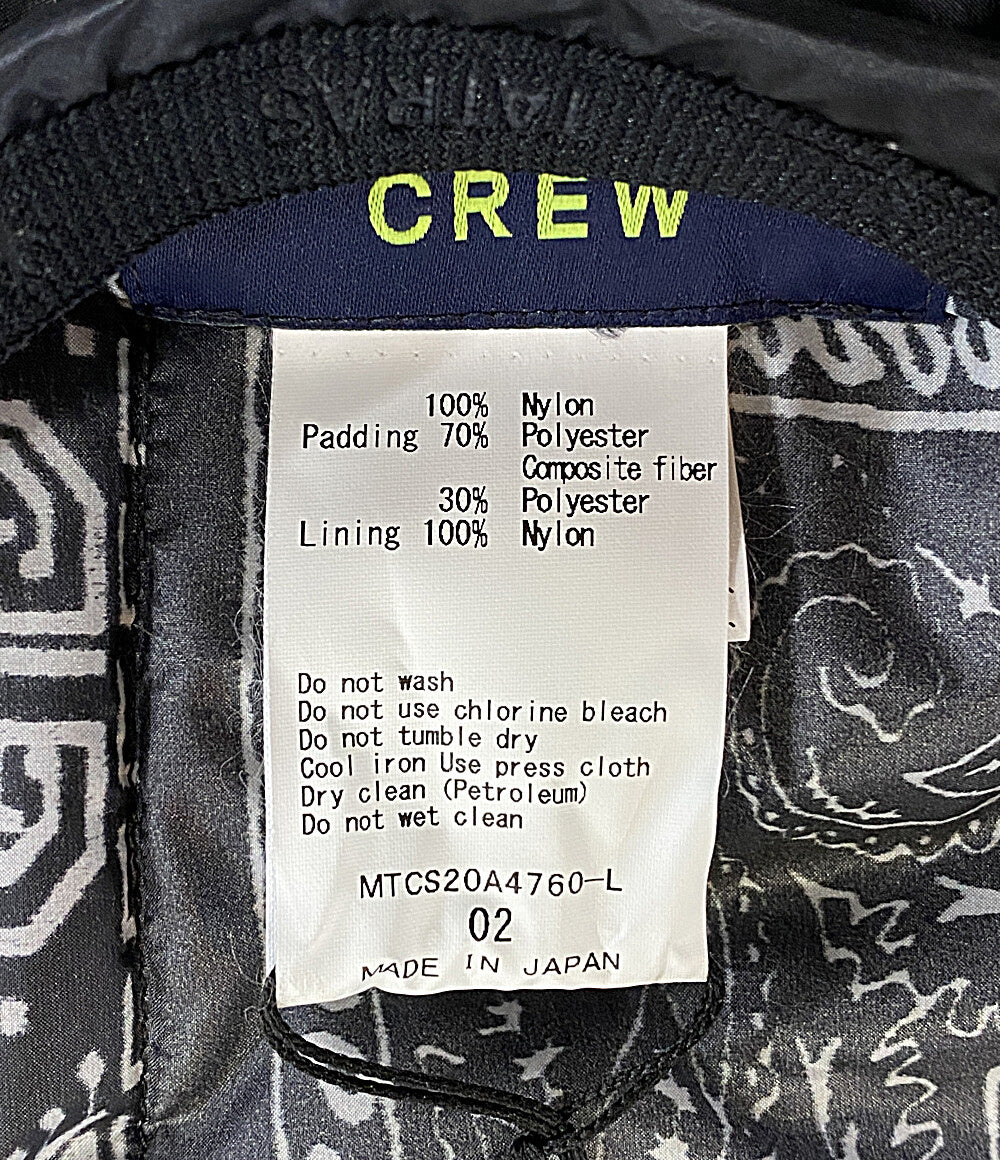 CREW
100% Nylon
Padding 70% Polyester
Composite fiber
30% Polyester
Lining 100% Nylon
Do not wash
Do not use chlorine bleach
Do not tumble dry
Cool iron Use press cloth
Dry clean (Petroleum)
Do not wet clean
MTCS20A4760-L
02
MADE IN JAPAN